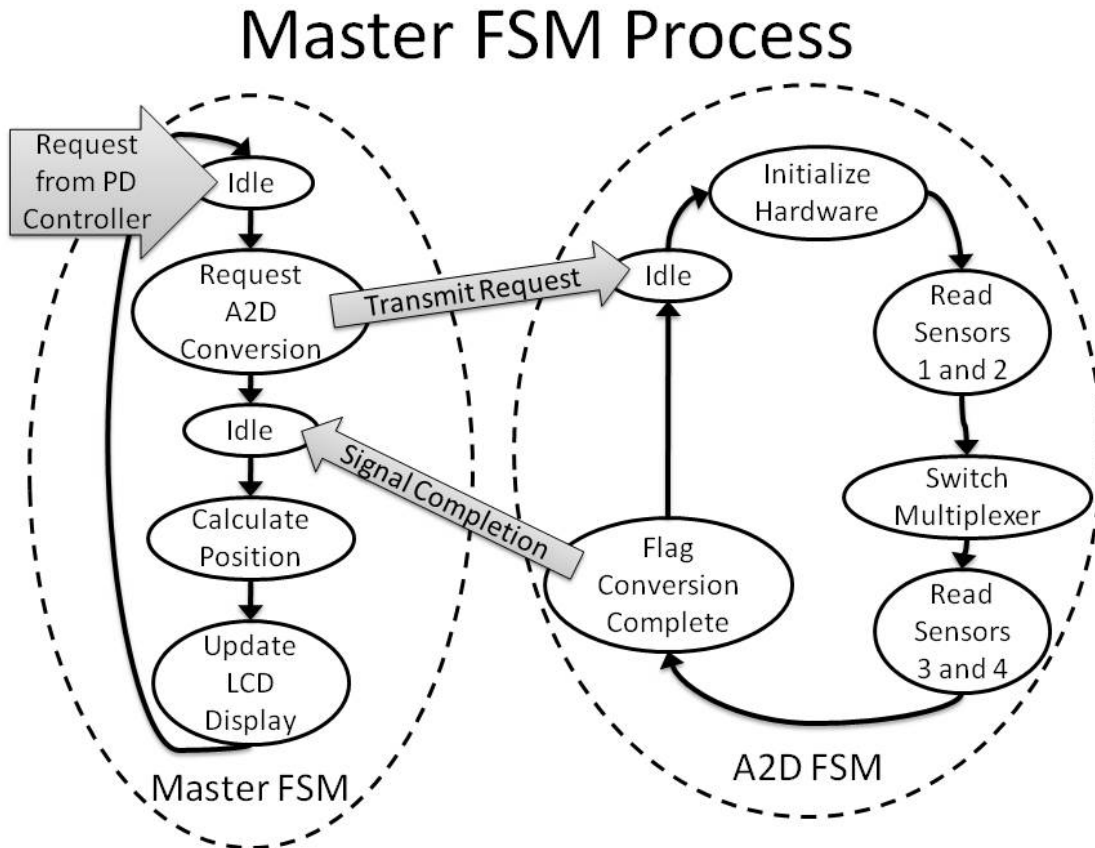 Master FSM Process
Request
from PD
Controller
Idle
Request
A2D
Conversion
Idle
Calculate
Position
Update
LCD
Display
Master FSM
Transmit Request
Signal Completion
Idle
Initialize
Hardware
Read
Sensors
1 and 2
Switch
Multiplexer
Read
Sensors
3 and 4
Flag
Conversion
Complete
A2D FSM